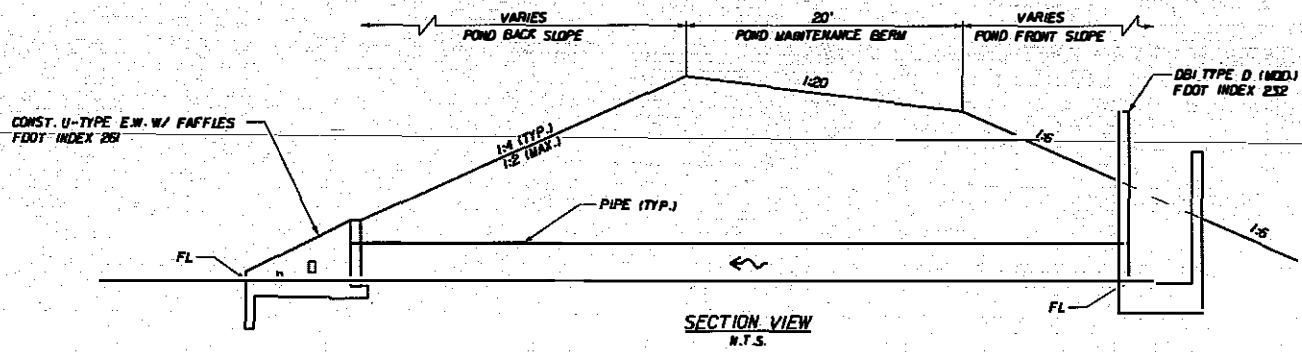 VARIES
POND BACK SLOPE
20'
POND MAINTENANCE BERM
VARIES
POND FRONT SLOPE
DBI TYPE D (MOD.)
FDOT INDEX 232
1:20
CONST. U-TYPE E.W. W/ FAFFLES
FDOT INDEX 261
1:4 (TYP.)
1:2 (MAX.)
1:6
PIPE (TYP.)
1:6
FL
FL
SECTION VIEW
N.T.S.